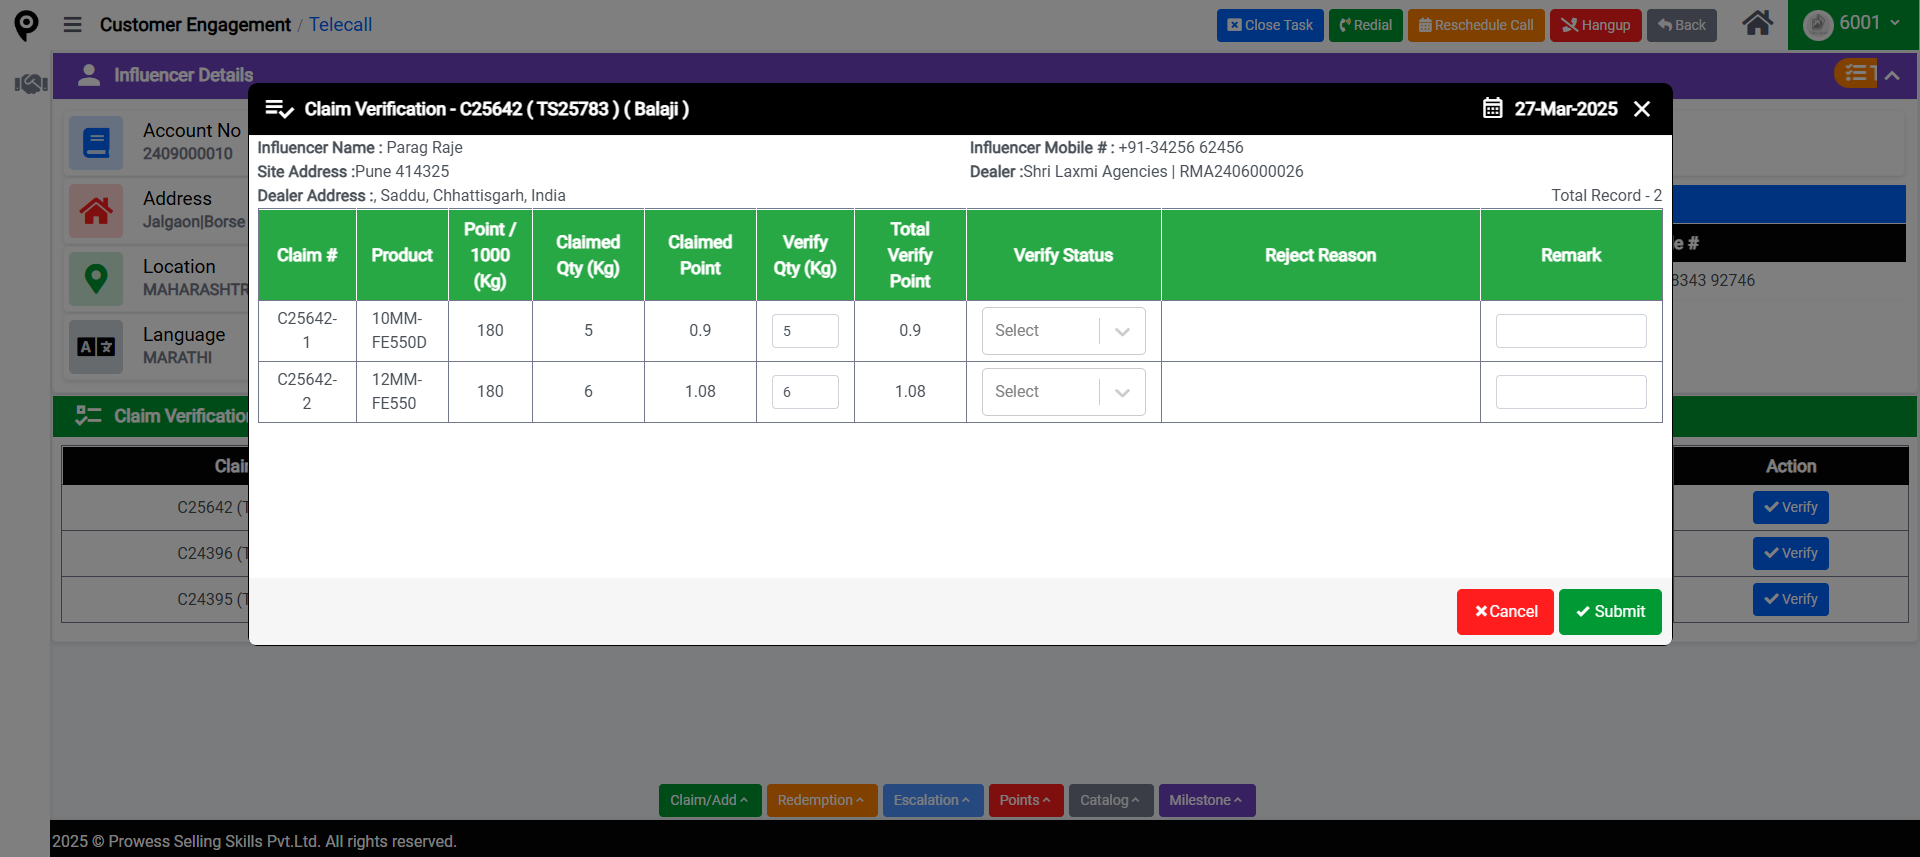 Customer Engagement / Telecall
Close Task
Redial
Reschedule Call
Hangup
Back
6001
Influencer Details
Claim Verification - C25642 ( TS25783 ) ( Balaji )
27-Mar-2025
Influencer Name : Parag Raje
Influencer Mobile # : +91-34256 62456
Site Address :Pune 414325
Dealer :Shri Laxmi Agencies | RMA2406000026
Dealer Address :, Saddu, Chhattisgarh, India
Total Record - 2
Claim #
Product
Point /
1000
(Kg)
Claimed
Qty (Kg)
Claimed
Point
Verify
Qty (Kg)
Total
Verify
Point
Verify Status
Reject Reason
Remark
C25642-
1
10MM-
FE550D
180
5
0.9
5
0.9
Select
C25642-
2
12MM-
FE550
180
6
1.08
6
1.08
Select
Cancel
Submit
Account No
2409000010
Address
Jalgaon|Borse
Location
MAHARASHTR
Language
MARATHI
e #
8343 92746
Claim Verification
Clai
Action
C25642 (T
Verify
C24396 (T
Verify
C24395 (T
Verify
Claim/Add
Redemption
Escalation
Points
Catalog
Milestone
2025 © Prowess Selling Skills Pvt.Ltd. All rights reserved.